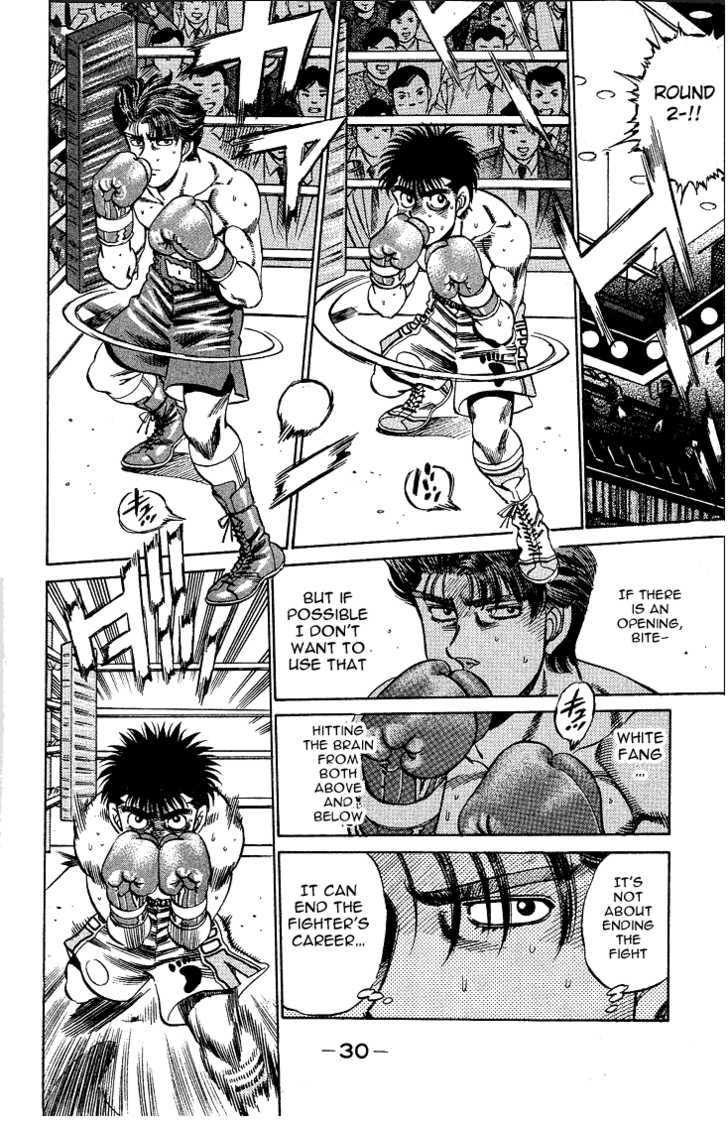 ROUND
2-!!
IF THERE
IS AN
OPENING,
BITE-
BUT IF
POSSIBLE
I DON'T
WANT TO
USE THAT
WHITE
FANG
...
HITTING
THE BRAIN
FROM
BOTH
ABOVE
AND
BELOW
IT'S
NOT
ABOUT
ENDING
THE
FIGHT
IT CAN
END THE
FIGHTER'S
CAREER...
-30-